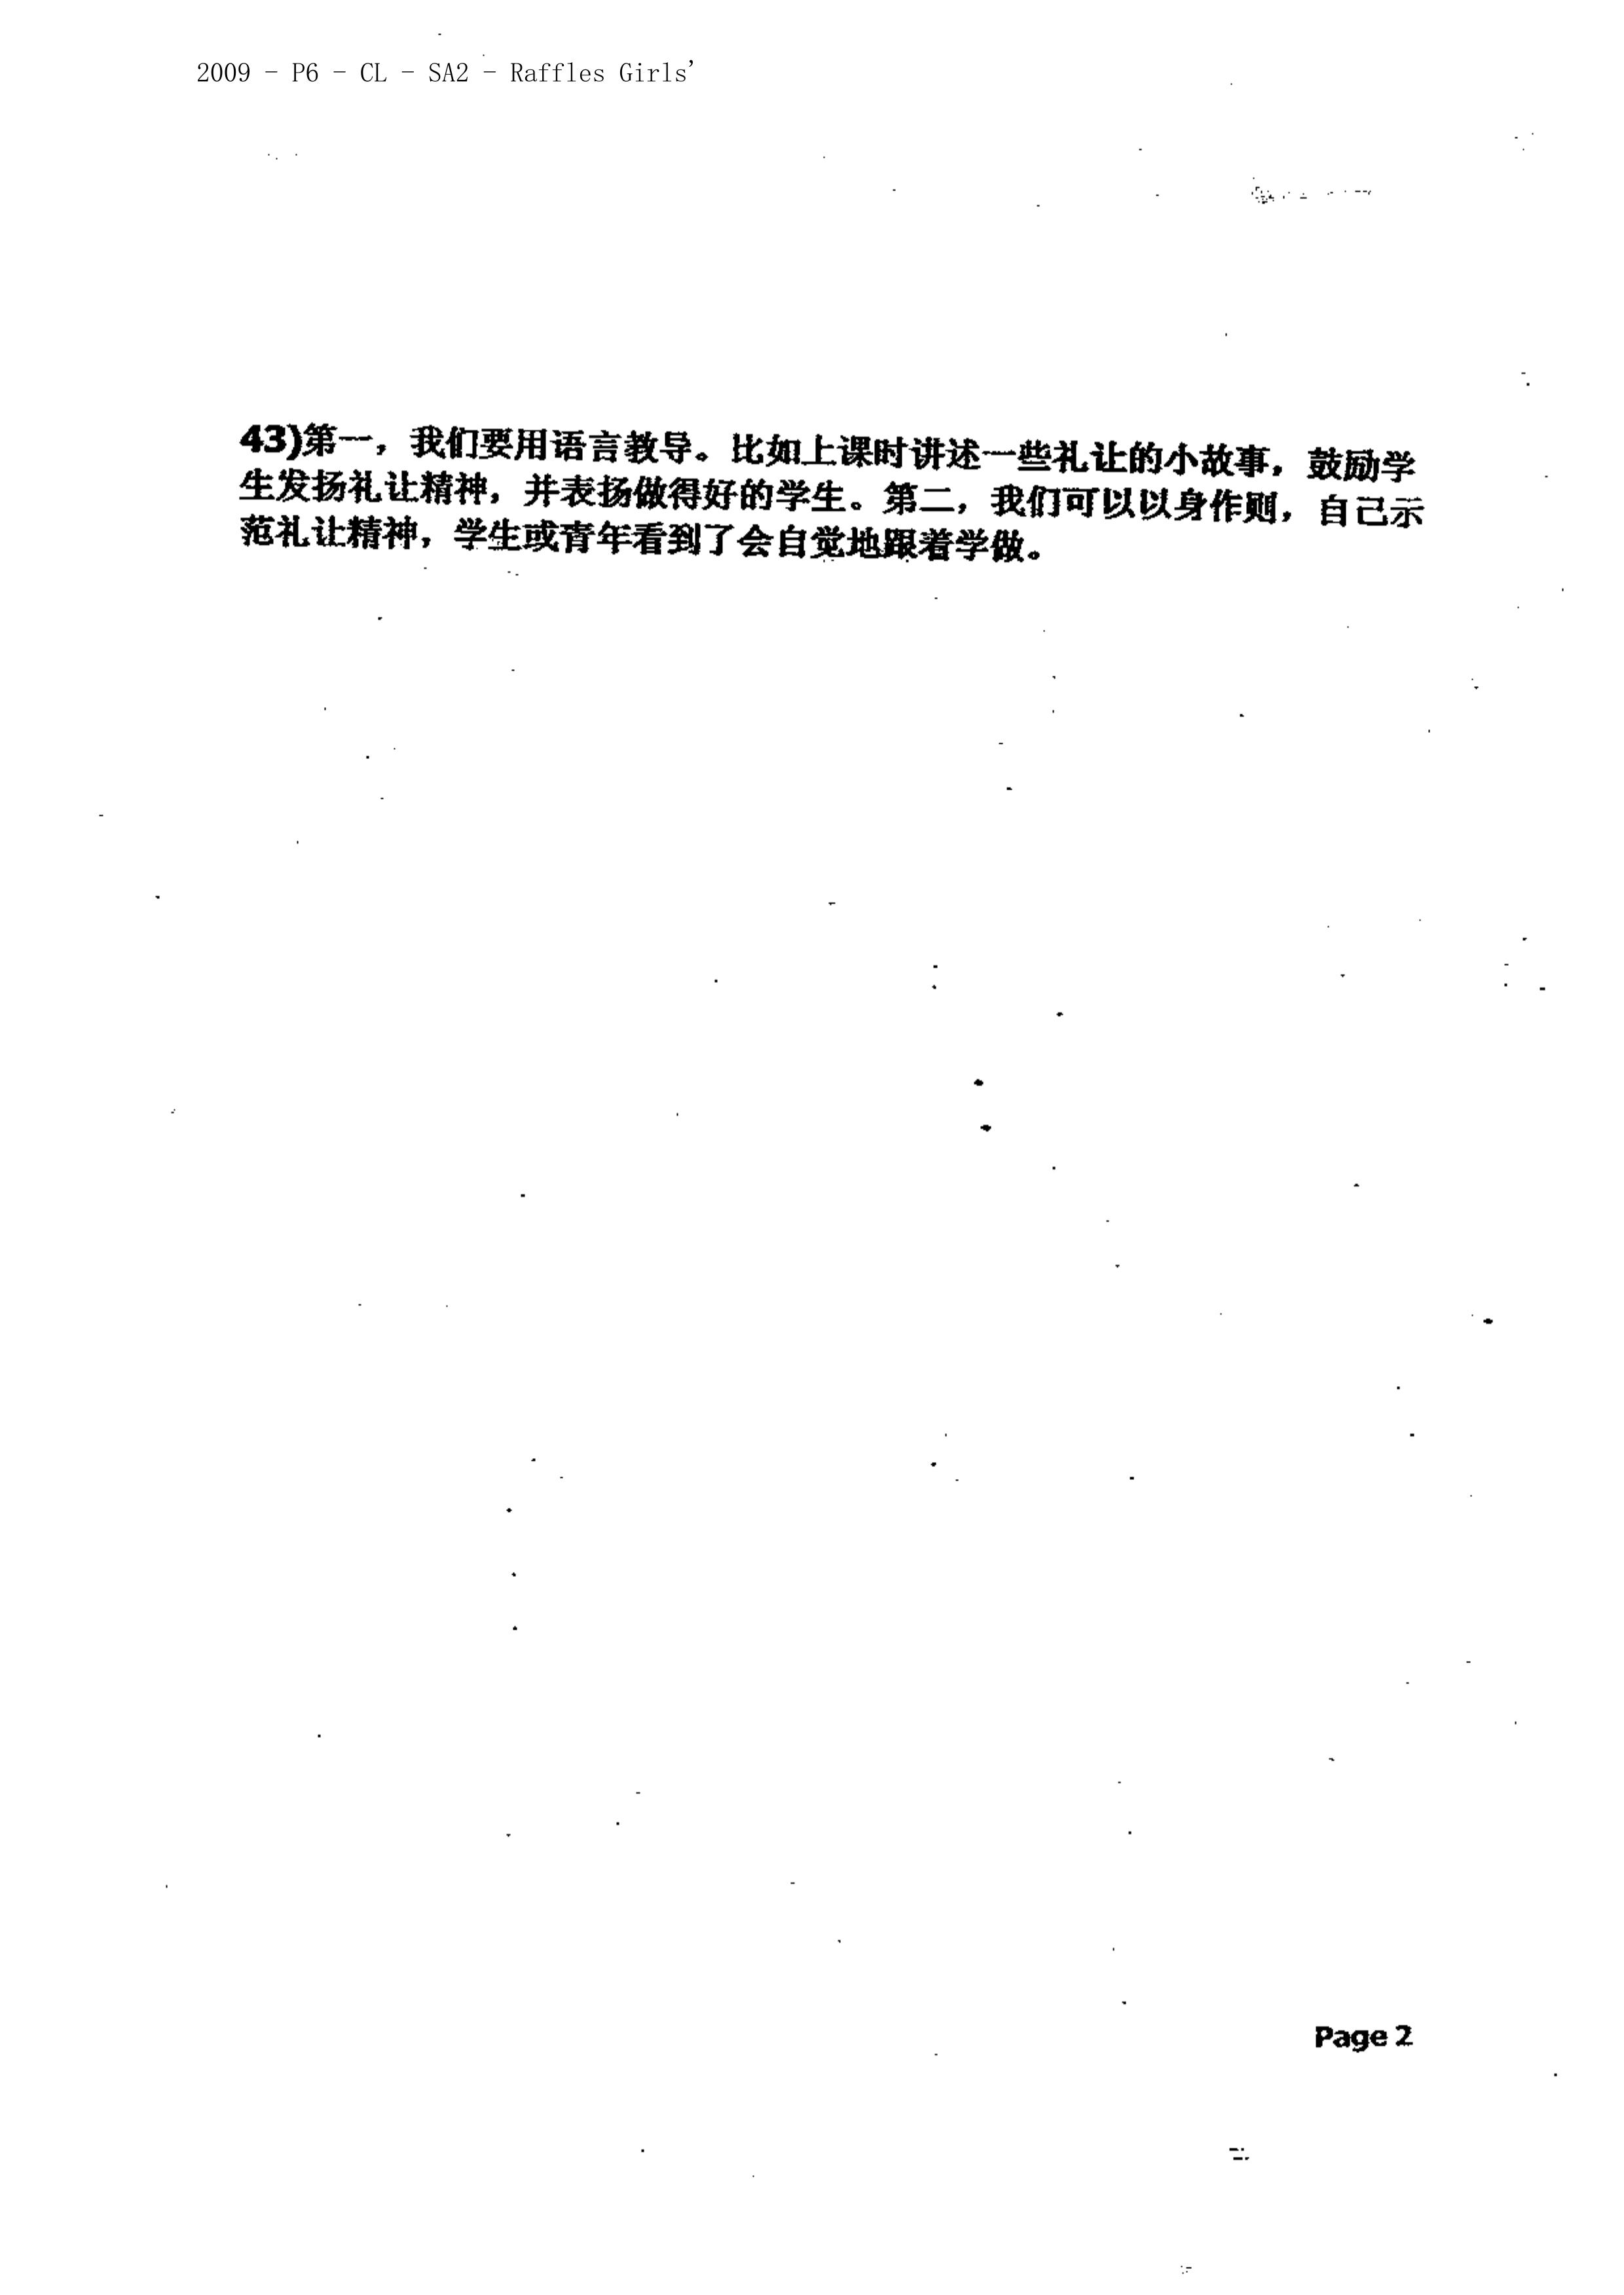 2009 - P6 - CL - SA2 - Raffles Girls'
43)第一，我们要用语言教导。比如上课时讲述一些礼让的小故事，鼓励学
生发扬礼让精神，并表扬做得好的学生。第二，我们可以以身作则，自己示
范礼让精神，学生或青年看到了会自觉地跟着学做。
Page 2